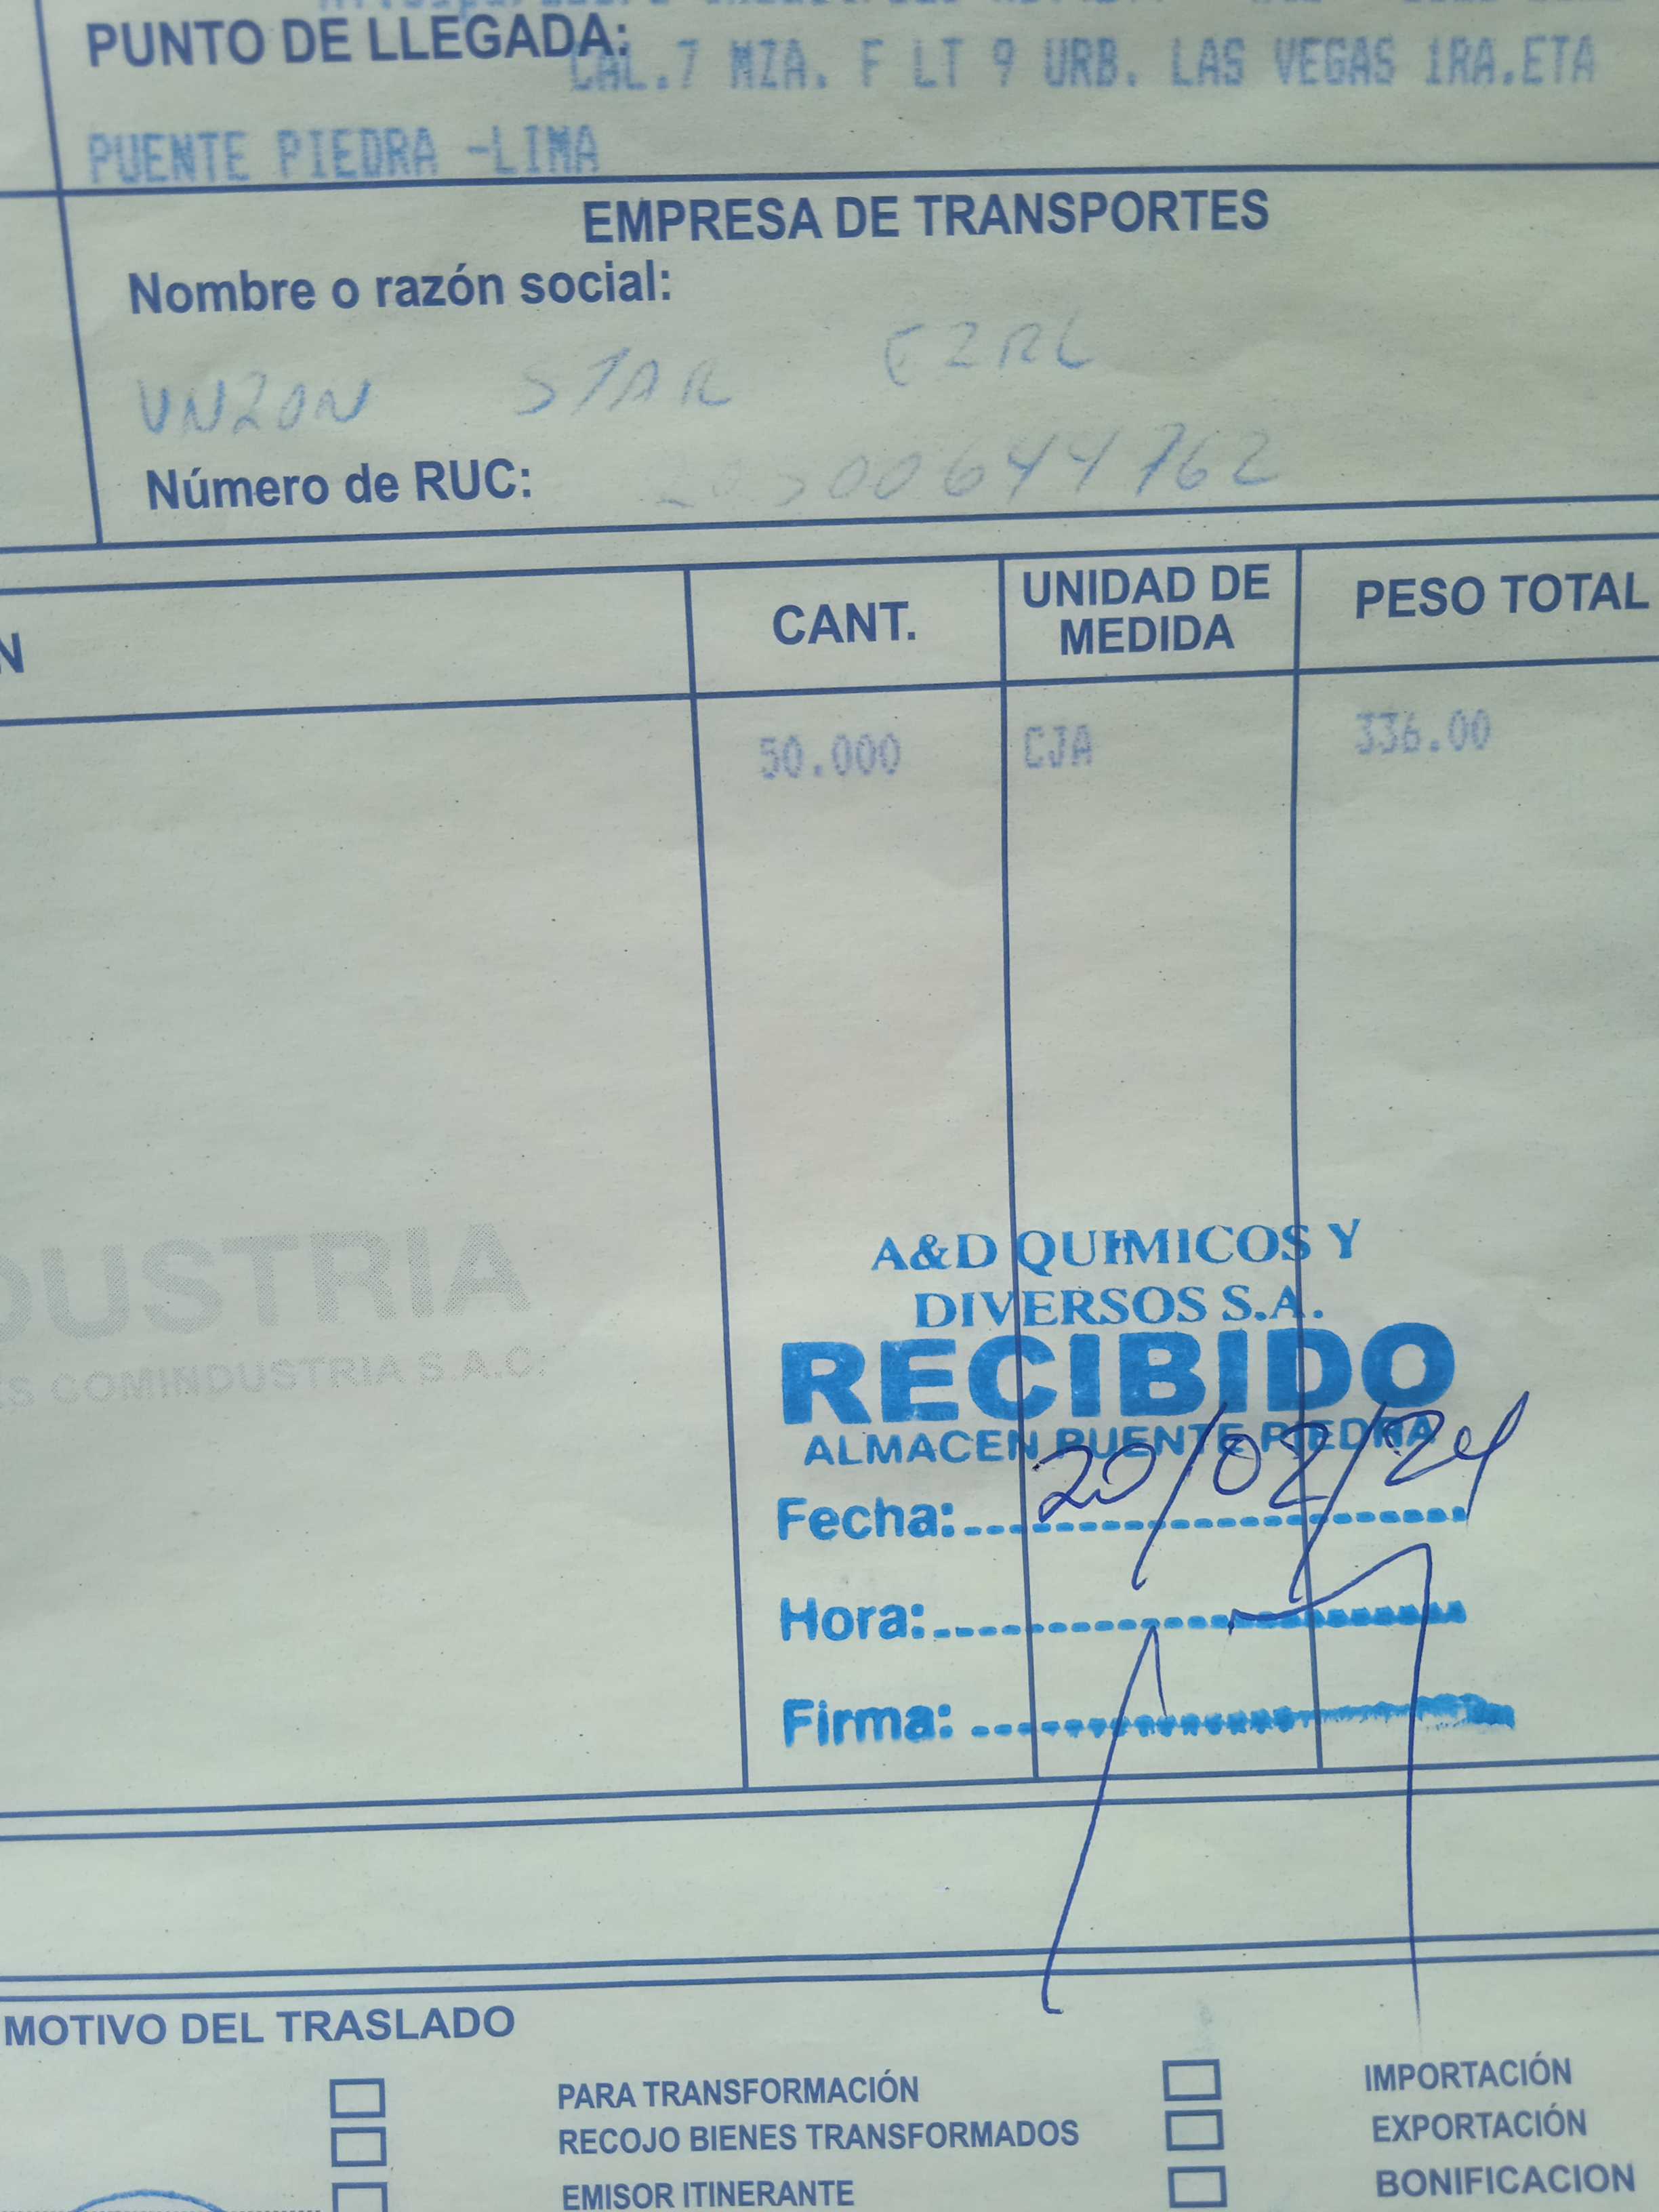 PUNTO DE LLEGADA:
CAL.7 MZA. F LT 9 URB. LAS VEGAS 1RA.ETA
PUENTE PIEDRA -LIMA
EMPRESA DE TRANSPORTES
Nombre o razón social:
UNION STAR EIRL
Número de RUC: 20500644762
N
CANT.
UNIDAD DE
MEDIDA
PESO TOTAL
50.000 CJA 336.00
DUSTRIA
ES COMINDUSTRIA S.A.C.
A&D QUIMICOS Y
DIVERSOS S.A.
RECIBIDO
ALMACEN PUENTE PIEDRA
Fecha: 20/02/24
Hora:
Firma:
MOTIVO DEL TRASLADO
PARA TRANSFORMACIÓN
IMPORTACIÓN
RECOJO BIENES TRANSFORMADOS
EXPORTACIÓN
EMISOR ITINERANTE
BONIFICACION